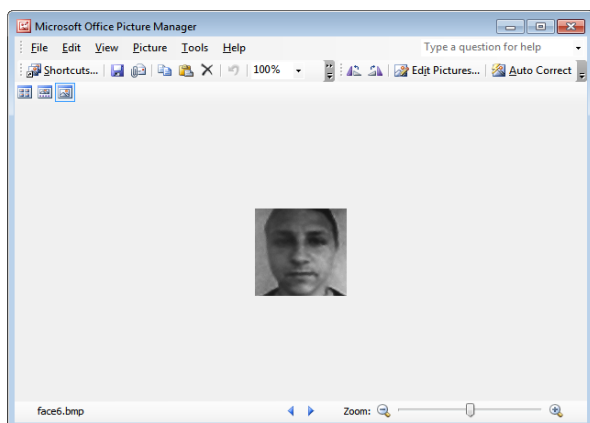 Microsoft Office Picture Manager
File Edit View Picture Tools Help Type a question for help
Shortcuts... 100% Edit Pictures... Auto Correct
face6.bmp Zoom: